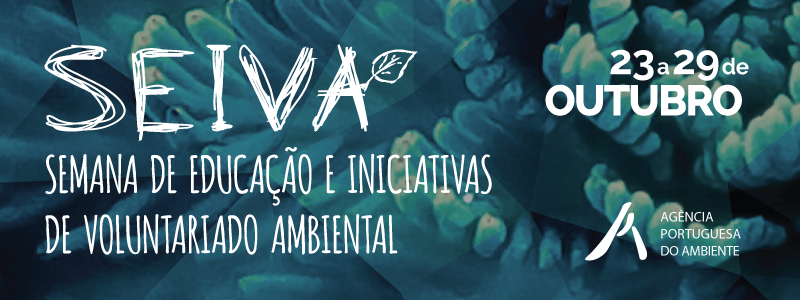 SEIVA
SEMANA DE EDUCAÇÃO E INICIATIVAS
DE VOLUNTARIADO AMBIENTAL
23 a 29 de
OUTUBRO
AGÊNCIA
PORTUGUESA
DO AMBIENTE